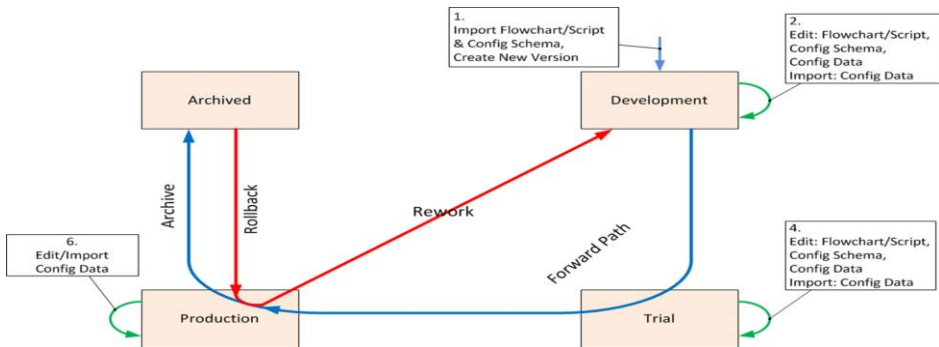 1.
Import Flowchart/Script
& Config Schema,
Create New Version
2.
Edit: Flowchart/Script,
Config Schema,
Config Data
Import: Config Data
Archived
Development
Archive
Rollback
Rework
Forward Path
6.
Edit/Import
Config Data
4.
Edit: Flowchart/Script,
Config Schema,
Config Data
Import: Config Data
Production
Trial